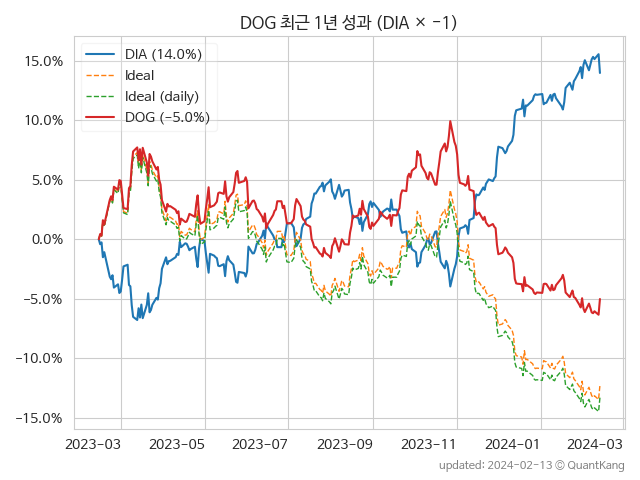 DOG 최근 1년 성과 (DIA × −1)
DIA (14.0%)
Ideal
Ideal (daily)
DOG (−5.0%)
15.0%
10.0%
5.0%
0.0%
−5.0%
−10.0%
−15.0%
2023-03 2023-05 2023-07 2023-09 2023-11 2024-01 2024-03
updated: 2024-02-13 © QuantKang